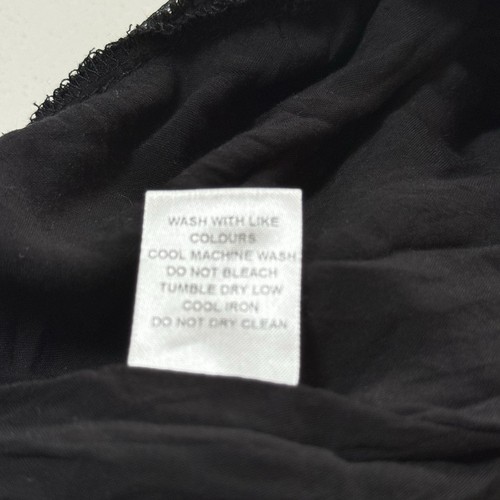 WASH WITH LIKE
COLOURS
COOL MACHINE WASH
DO NOT BLEACH
TUMBLE DRY LOW
COOL IRON
DO NOT DRY CLEAN